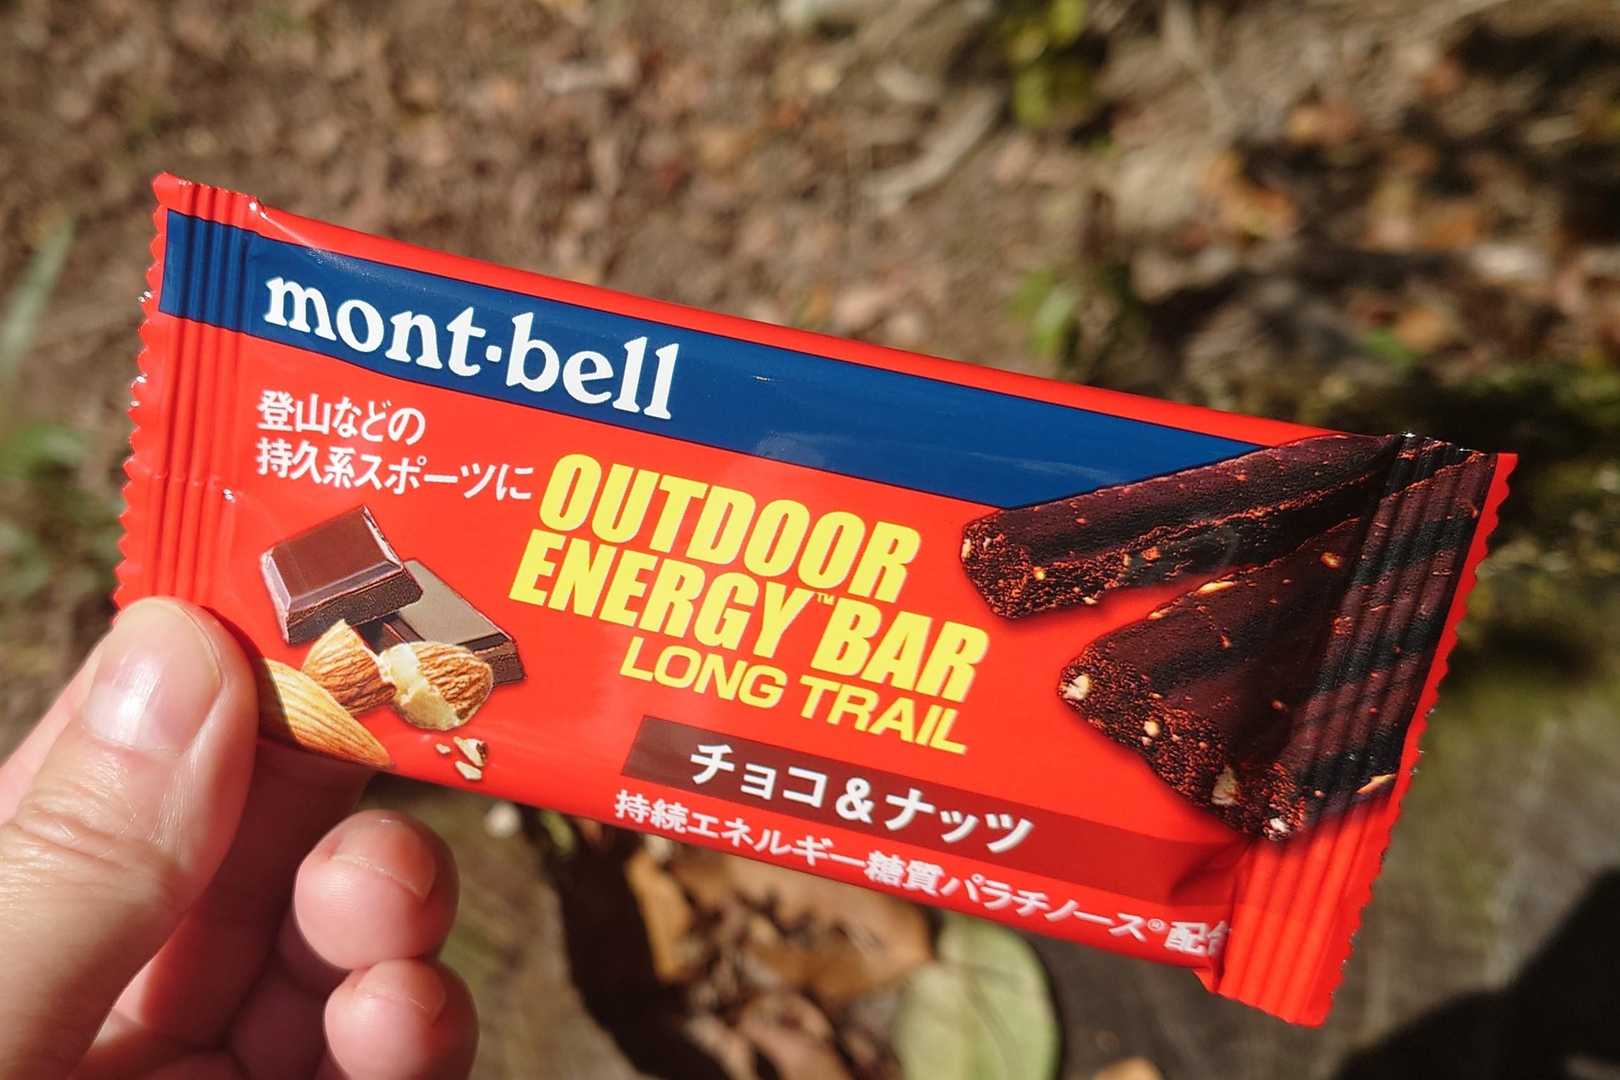 mont·bell
登山などの
持久系スポーツに
OUTDOOR
ENERGY™ BAR
LONG TRAIL
チョコ&ナッツ
持続エネルギー糖質パラチノース®配合